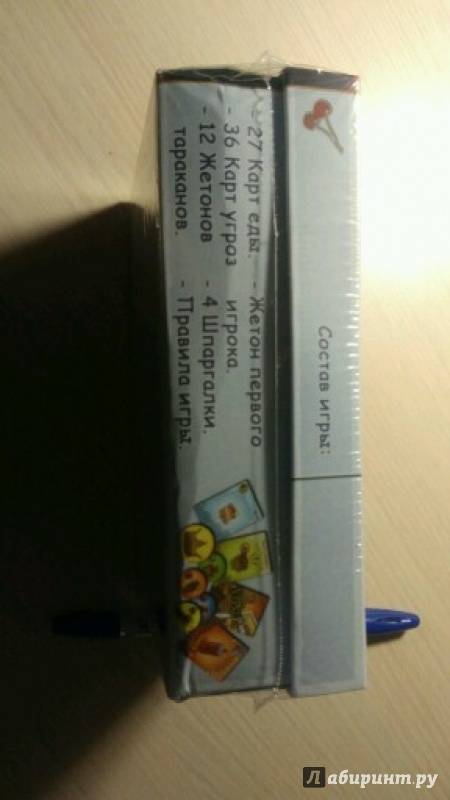 Состав игры:
- 27 Карт еды.
- 36 Карт угроз
- 12 Жетонов
тараканов.
- Жетон первого
игрока.
- 4 Шпаргалки.
- Правила игры.
Лабиринт.ру